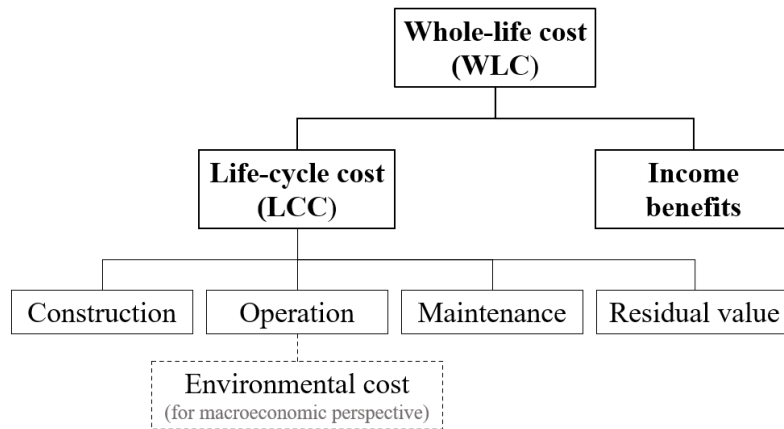 Whole-life cost
(WLC)
Life-cycle cost
(LCC)
Income
benefits
Construction
Operation
Maintenance
Residual value
Environmental cost
(for macroeconomic perspective)